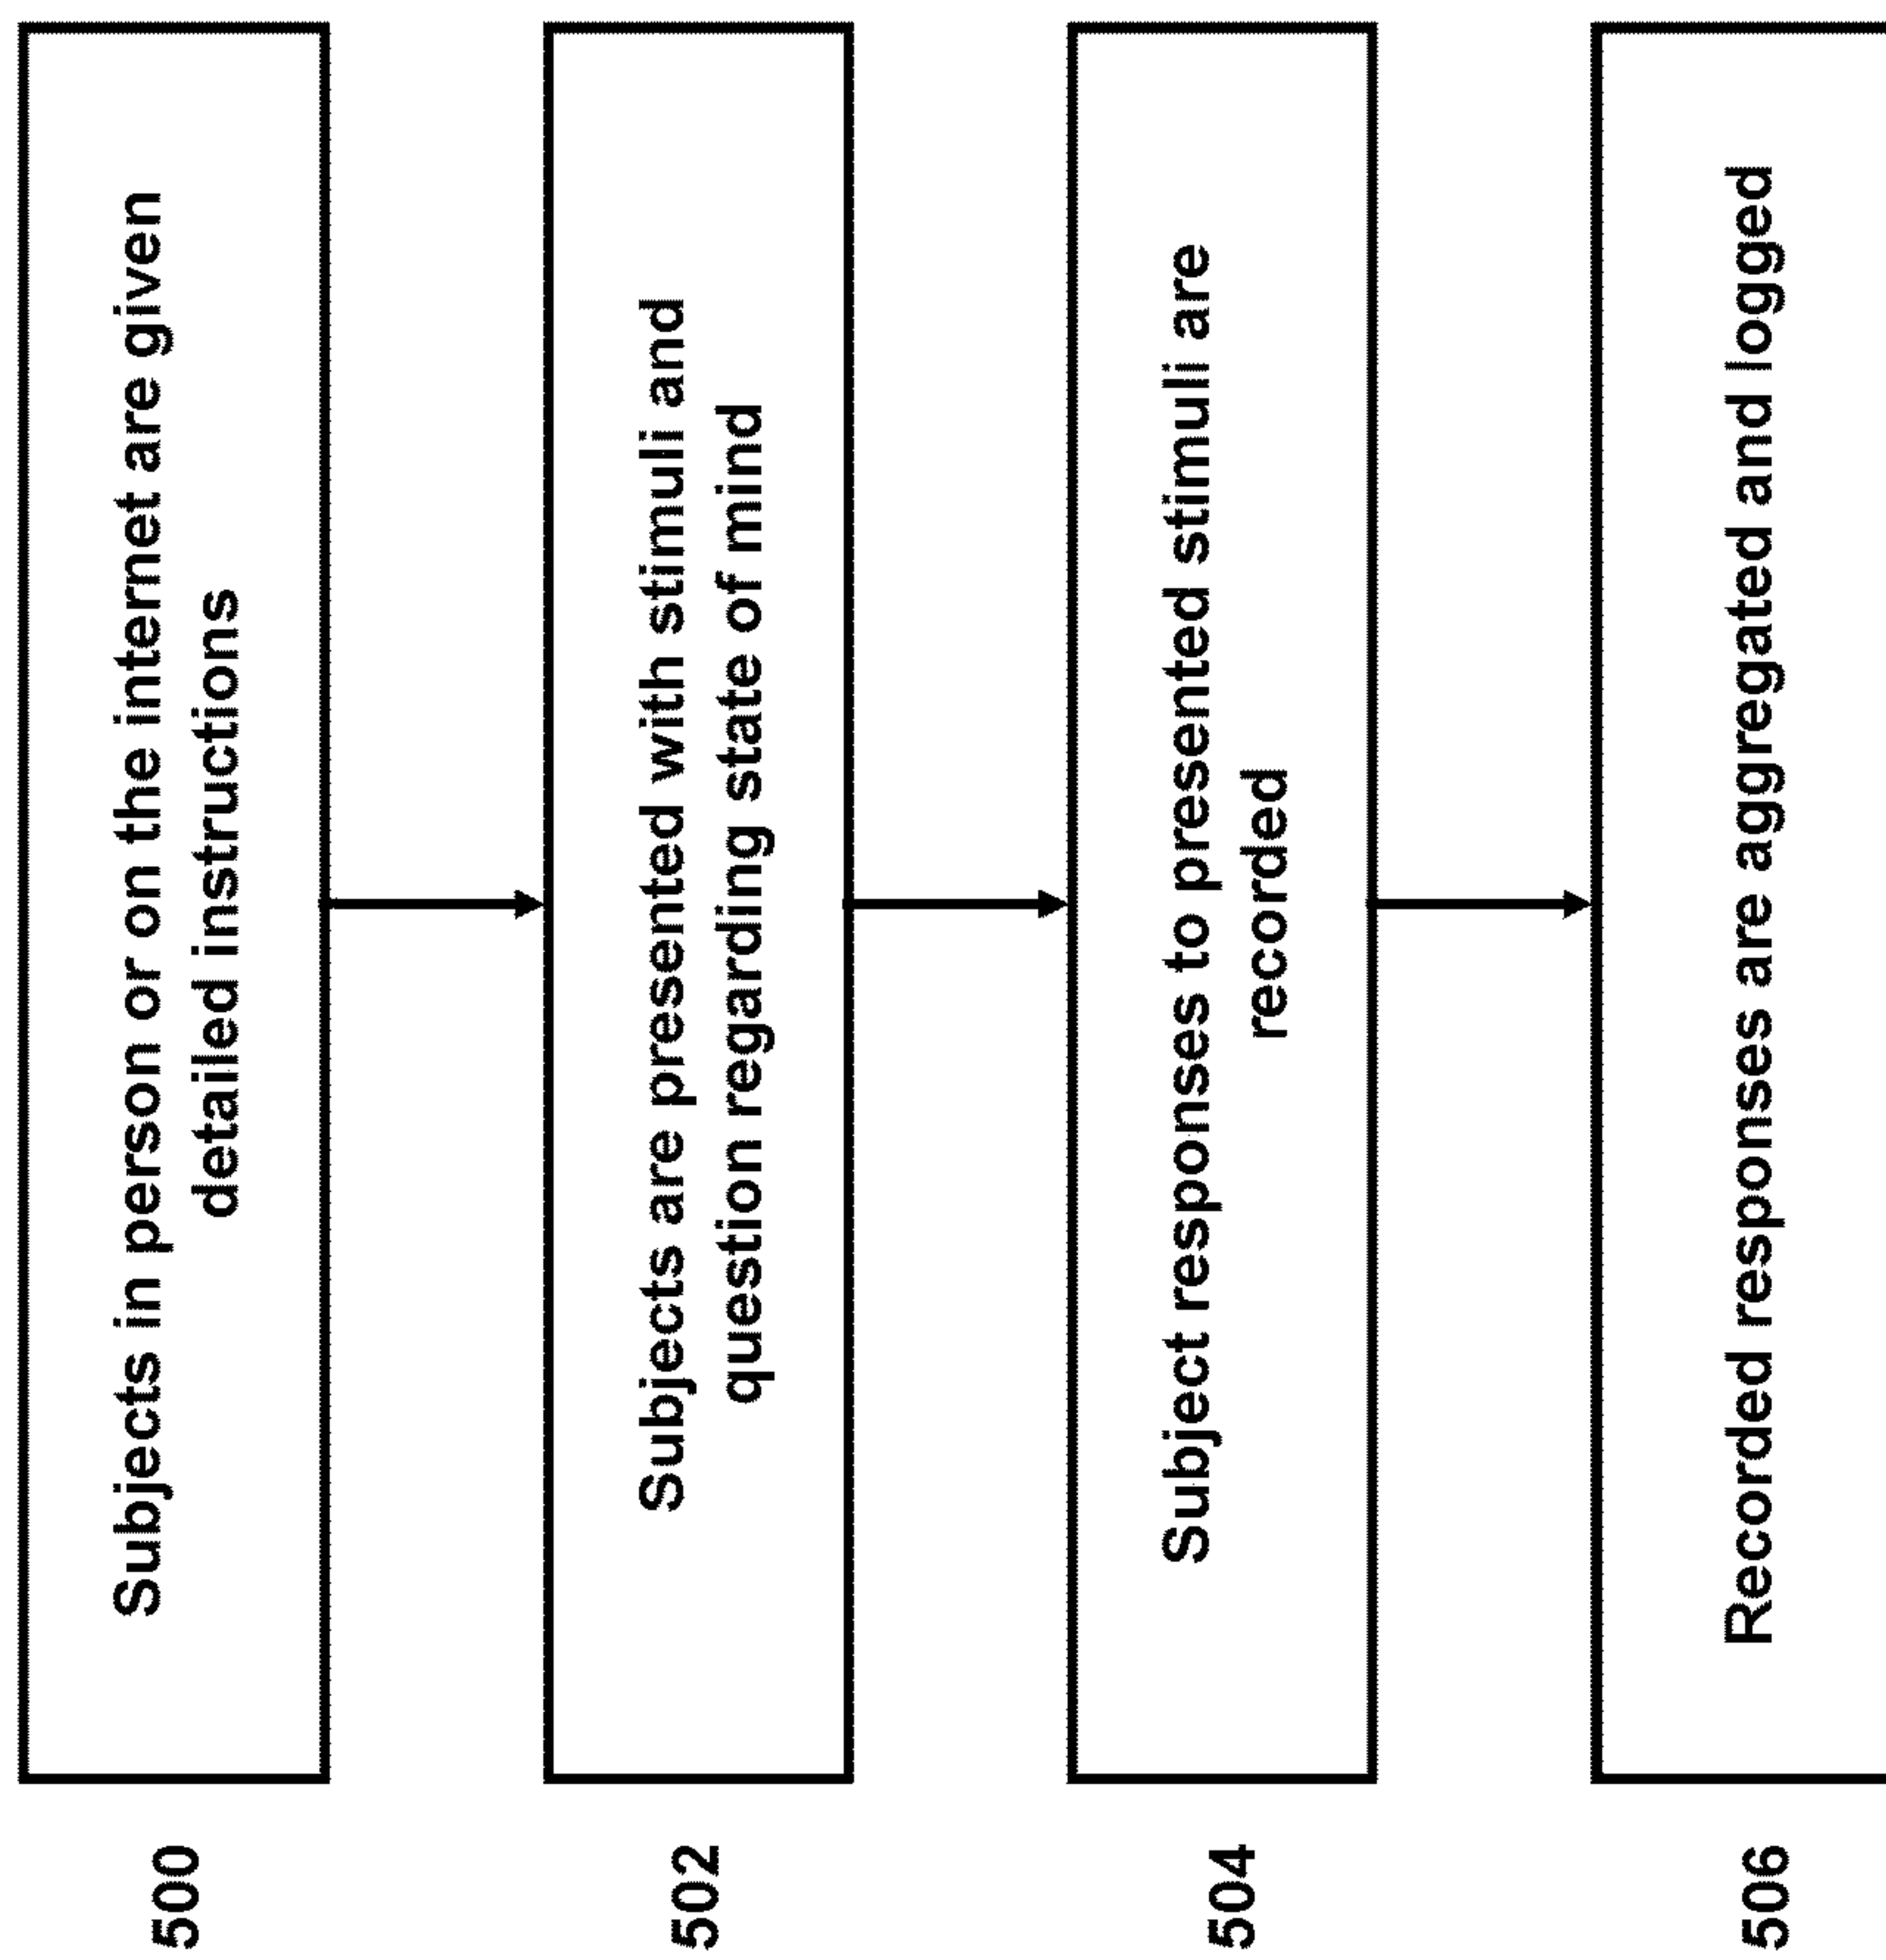 500
Subjects in person or on the internet are given
detailed instructions
502
Subjects are presented with stimuli and
question regarding state of mind
504
Subject responses to presented stimuli are
recorded
506
Recorded responses are aggregated and logged